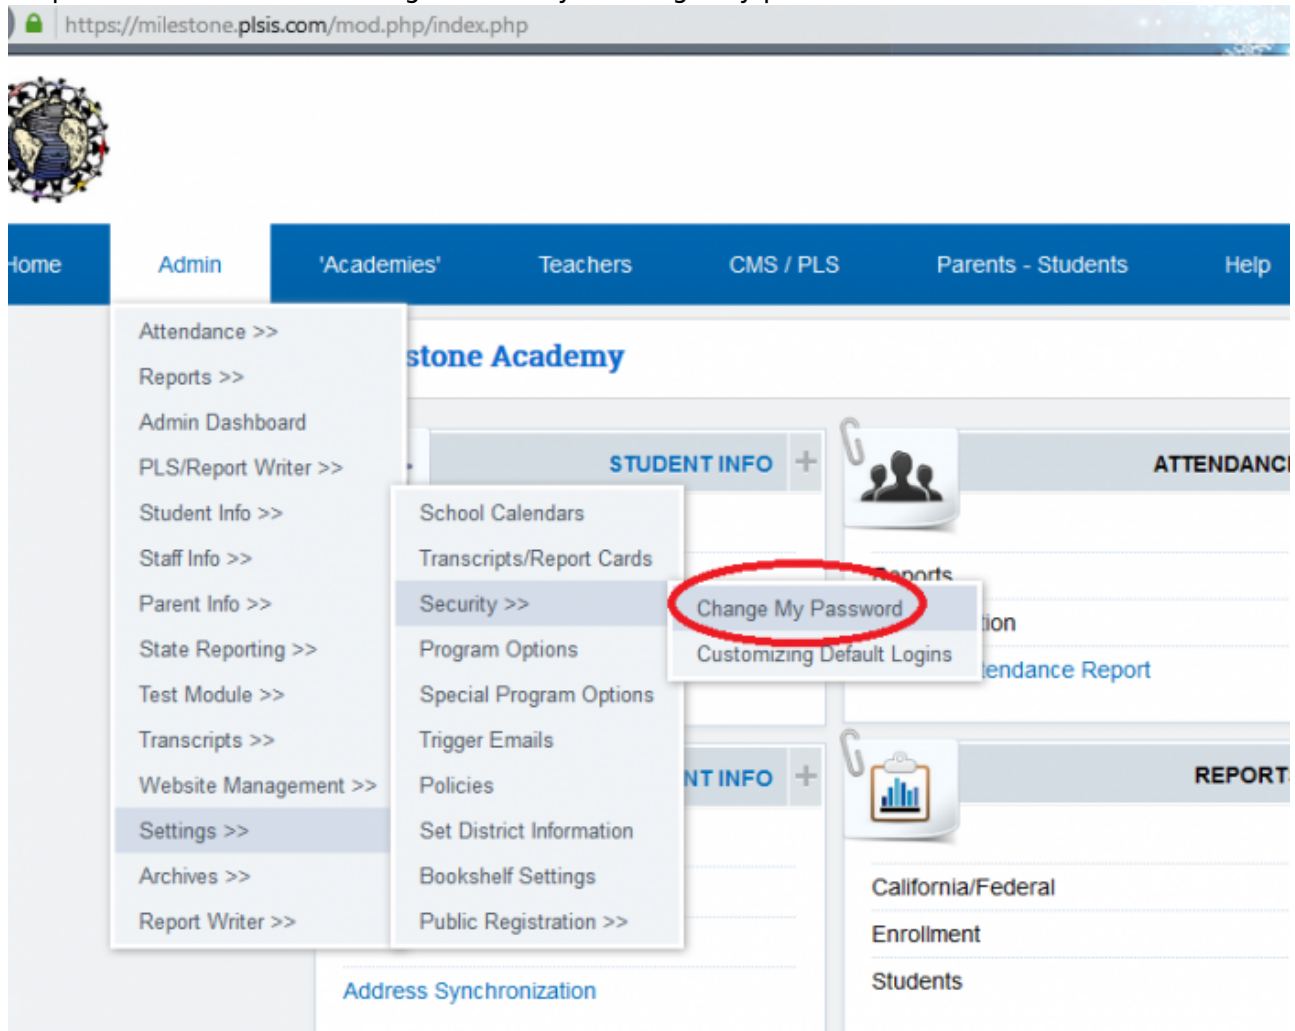 https://milestone.plsis.com/mod.php/index.php
Home Admin 'Academies' Teachers CMS / PLS Parents - Students Help
stone Academy
Attendance >>
Reports >>
Admin Dashboard
PLS/Report Writer >>
Student Info >>
Staff Info >>
Parent Info >>
State Reporting >>
Test Module >>
Transcripts >>
Website Management >>
Settings >>
Archives >>
Report Writer >>
School Calendars
Transcripts/Report Cards
Security >>
Program Options
Special Program Options
Trigger Emails
Policies
Set District Information
Bookshelf Settings
Public Registration >>
Change My Password
Customizing Default Logins
STUDENT INFO +
NT INFO +
Address Synchronization
ATTENDANC
Reports
tion
tendance Report
REPORT
California/Federal
Enrollment
Students